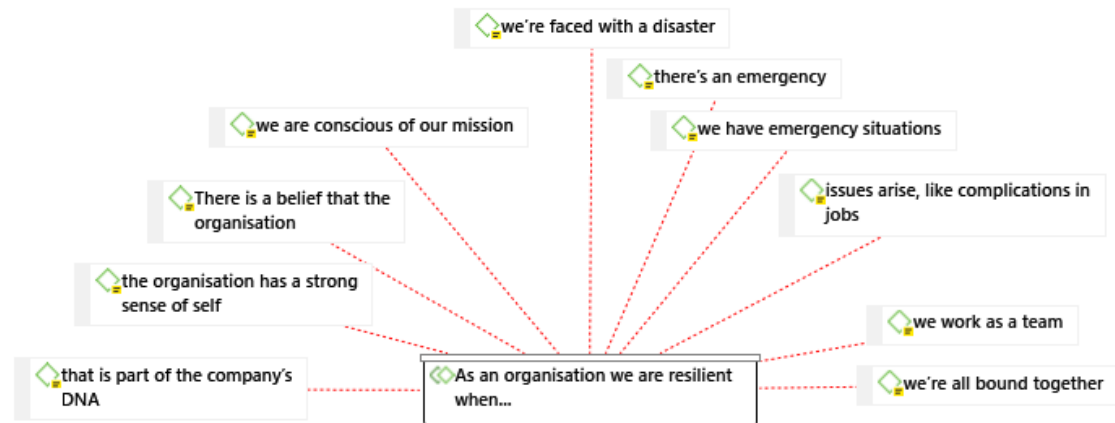 we're faced with a disaster
there's an emergency
we are conscious of our mission
we have emergency situations
There is a belief that the
organisation
issues arise, like complications in
jobs
the organisation has a strong
sense of self
we work as a team
that is part of the company's
DNA
As an organisation we are resilient
when...
we're all bound together